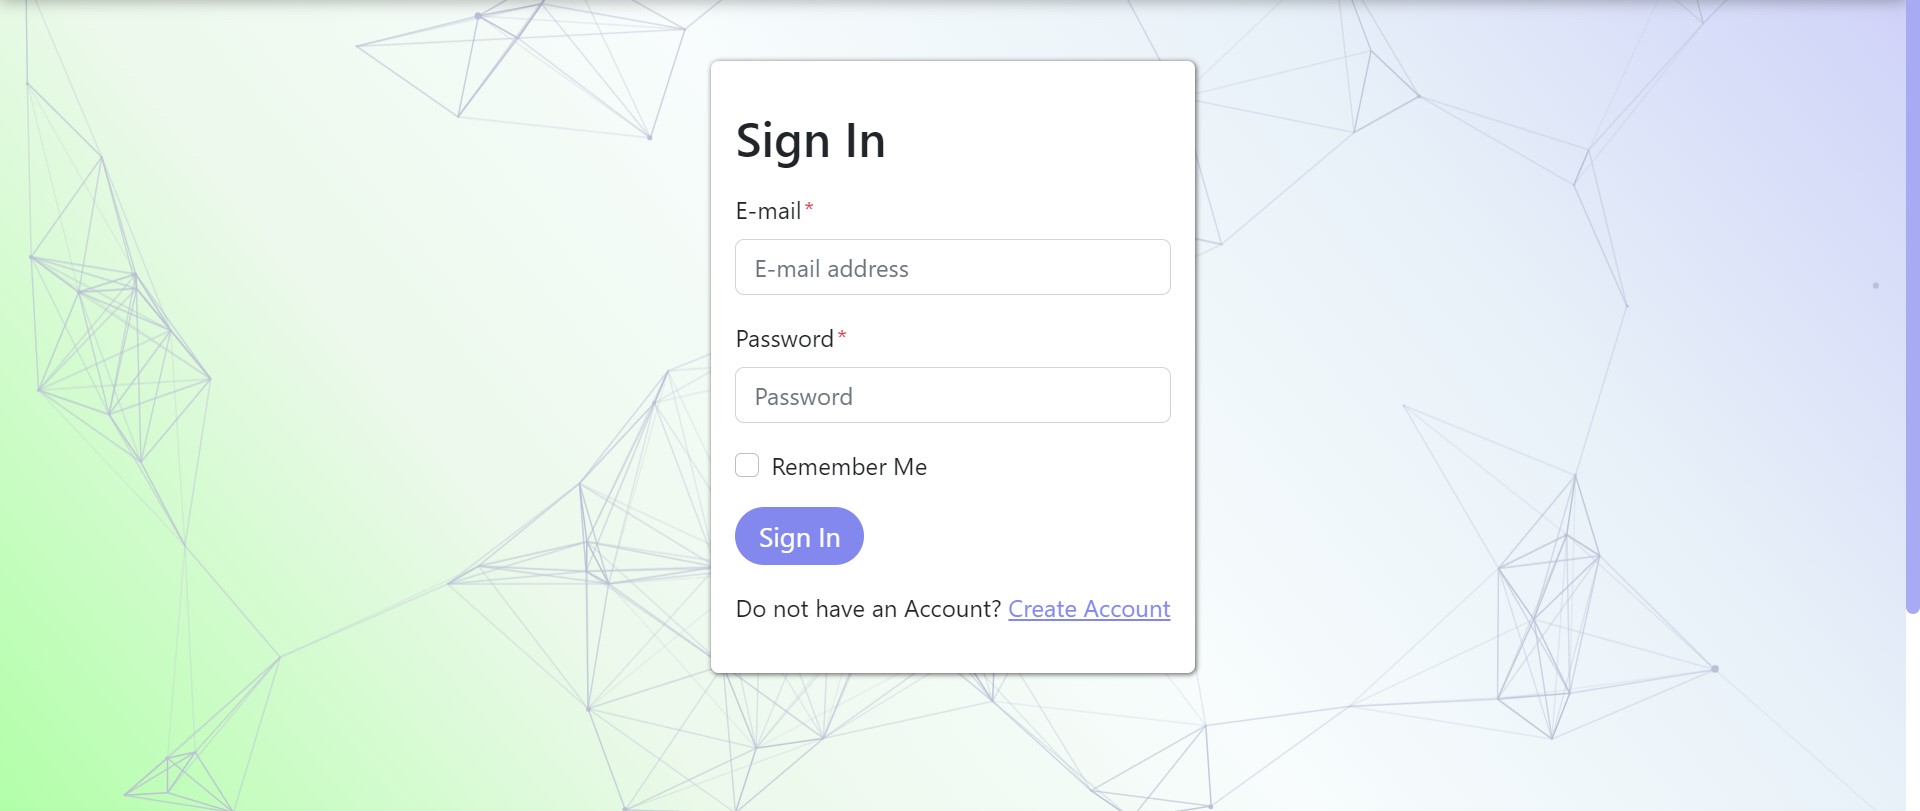 Sign In
E-mail*
E-mail address
Password*
Password
Remember Me
Sign In
Do not have an Account? Create Account